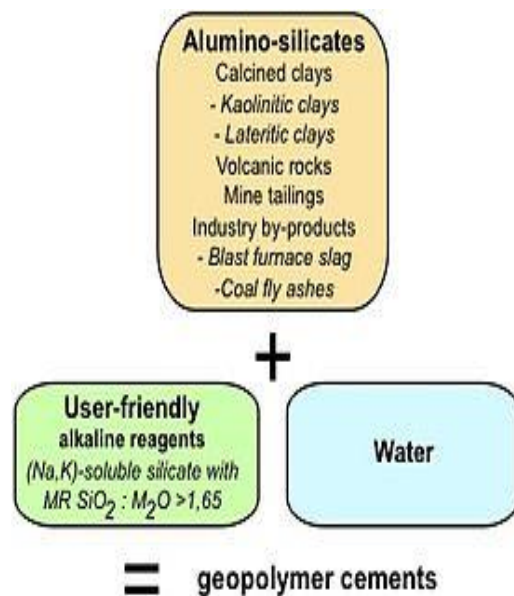 Alumino-silicates
Calcined clays
- Kaolinitic clays
- Lateritic clays
Volcanic rocks
Mine tailings
Industry by-products
- Blast furnace slag
-Coal fly ashes
+
User-friendly
alkaline reagents
(Na,K)-soluble silicate with
MR SiO₂ : M₂O >1,65
Water
= geopolymer cements